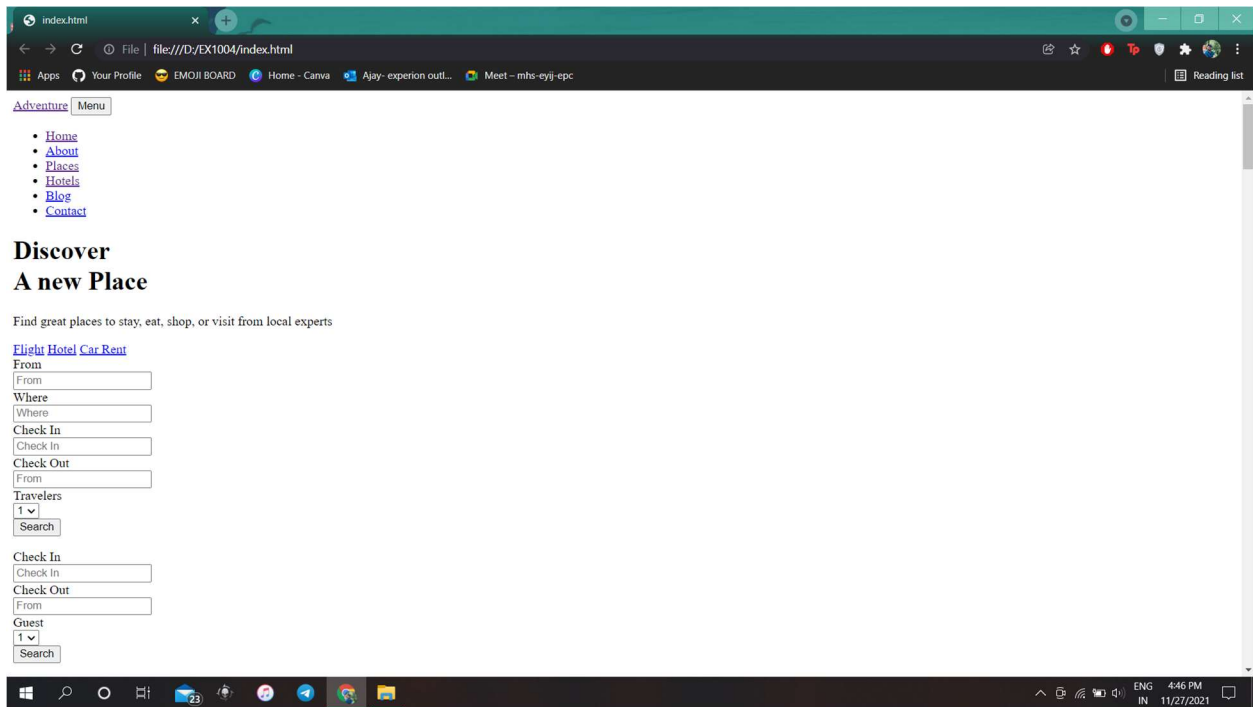 index.html
File | file:///D:/EX1004/index.html
Apps Your Profile EMOJI BOARD Home - Canva Ajay- experion outl... Meet – mhs-eyij-epc Reading list
Adventure Menu
Home
About
Places
Hotels
Blog
Contact
Discover
A new Place
Find great places to stay, eat, shop, or visit from local experts
Flight Hotel Car Rent
From
From
Where
Where
Check In
Check In
Check Out
From
Travelers
1
Search
Check In
Check In
Check Out
From
Guest
1
Search
23
ENG 4:46 PM
IN 11/27/2021